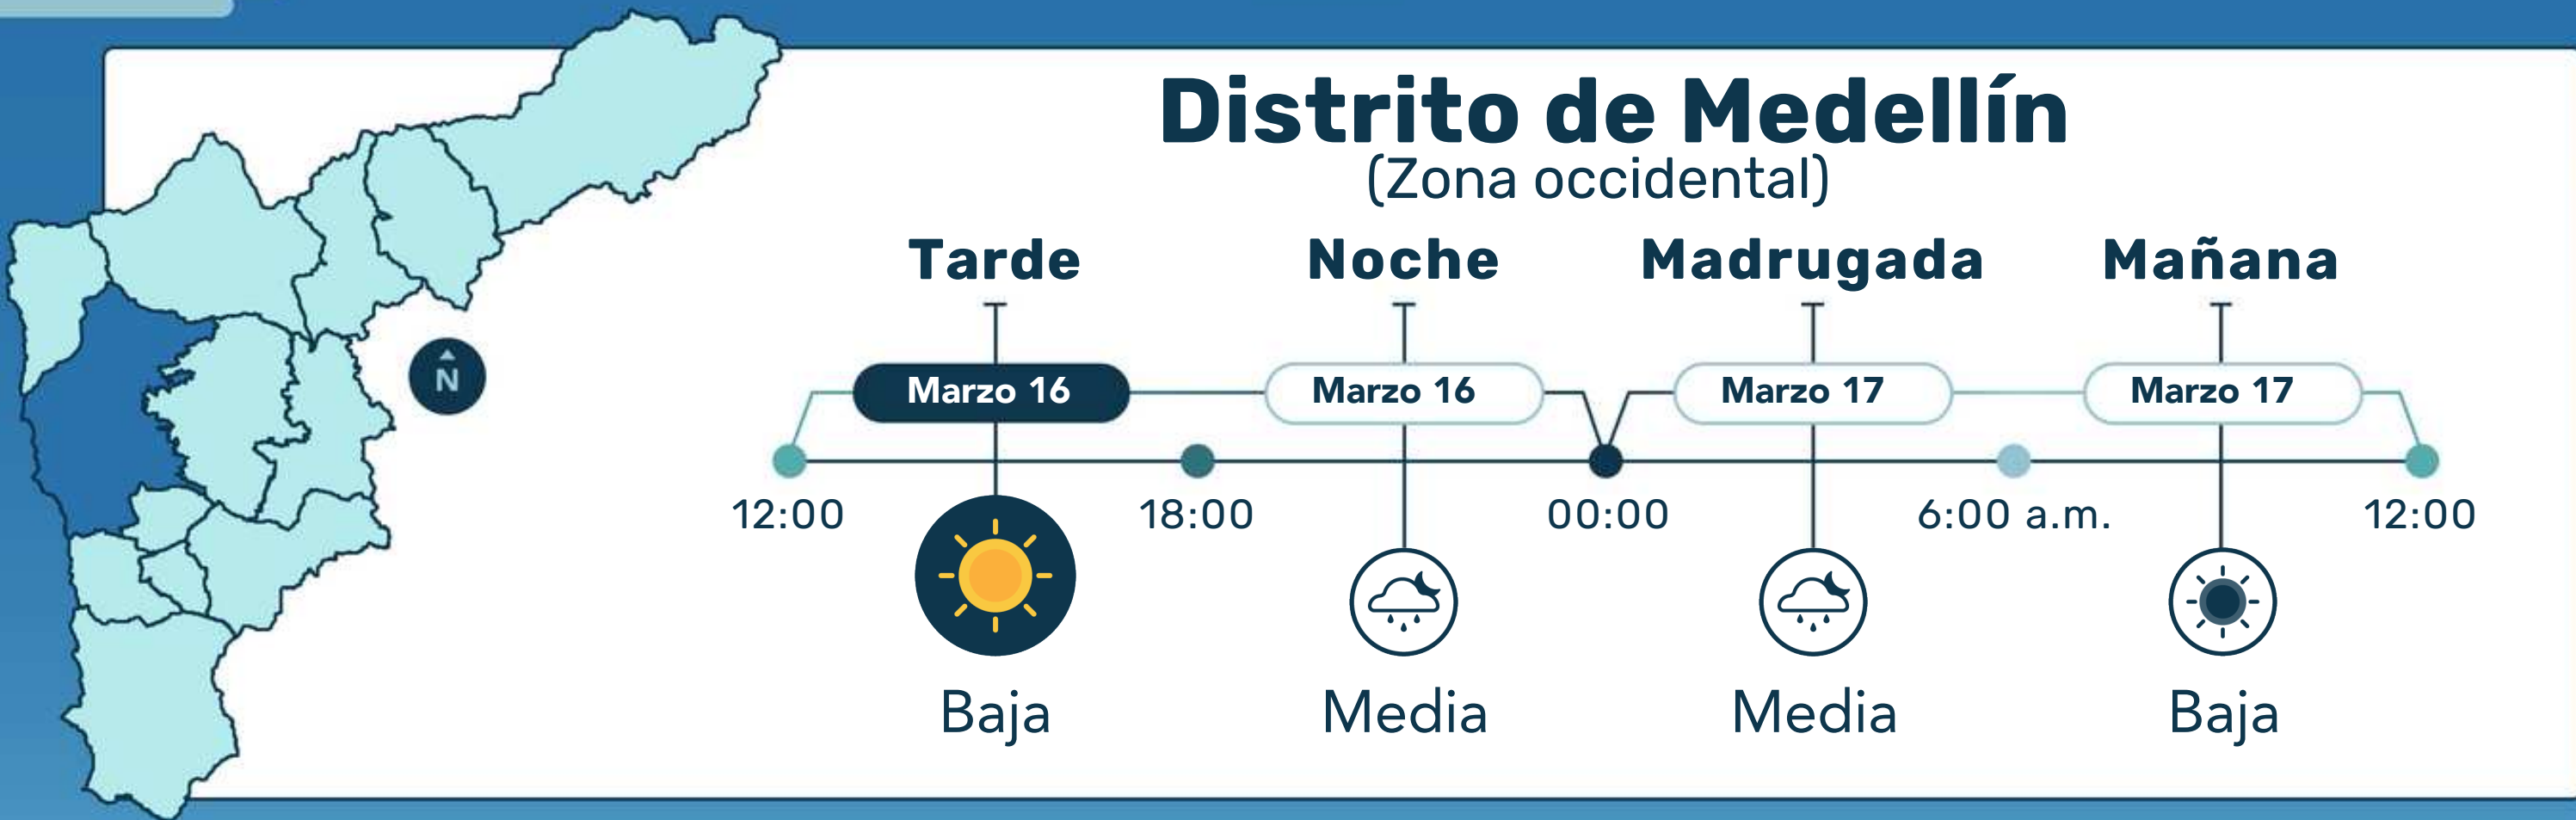 Distrito de Medellín
(Zona occidental)
Tarde Noche Madrugada Mañana
N
Marzo 16 Marzo 16 Marzo 17 Marzo 17
12:00 18:00 00:00 6:00 a.m. 12:00
Baja Media Media Baja